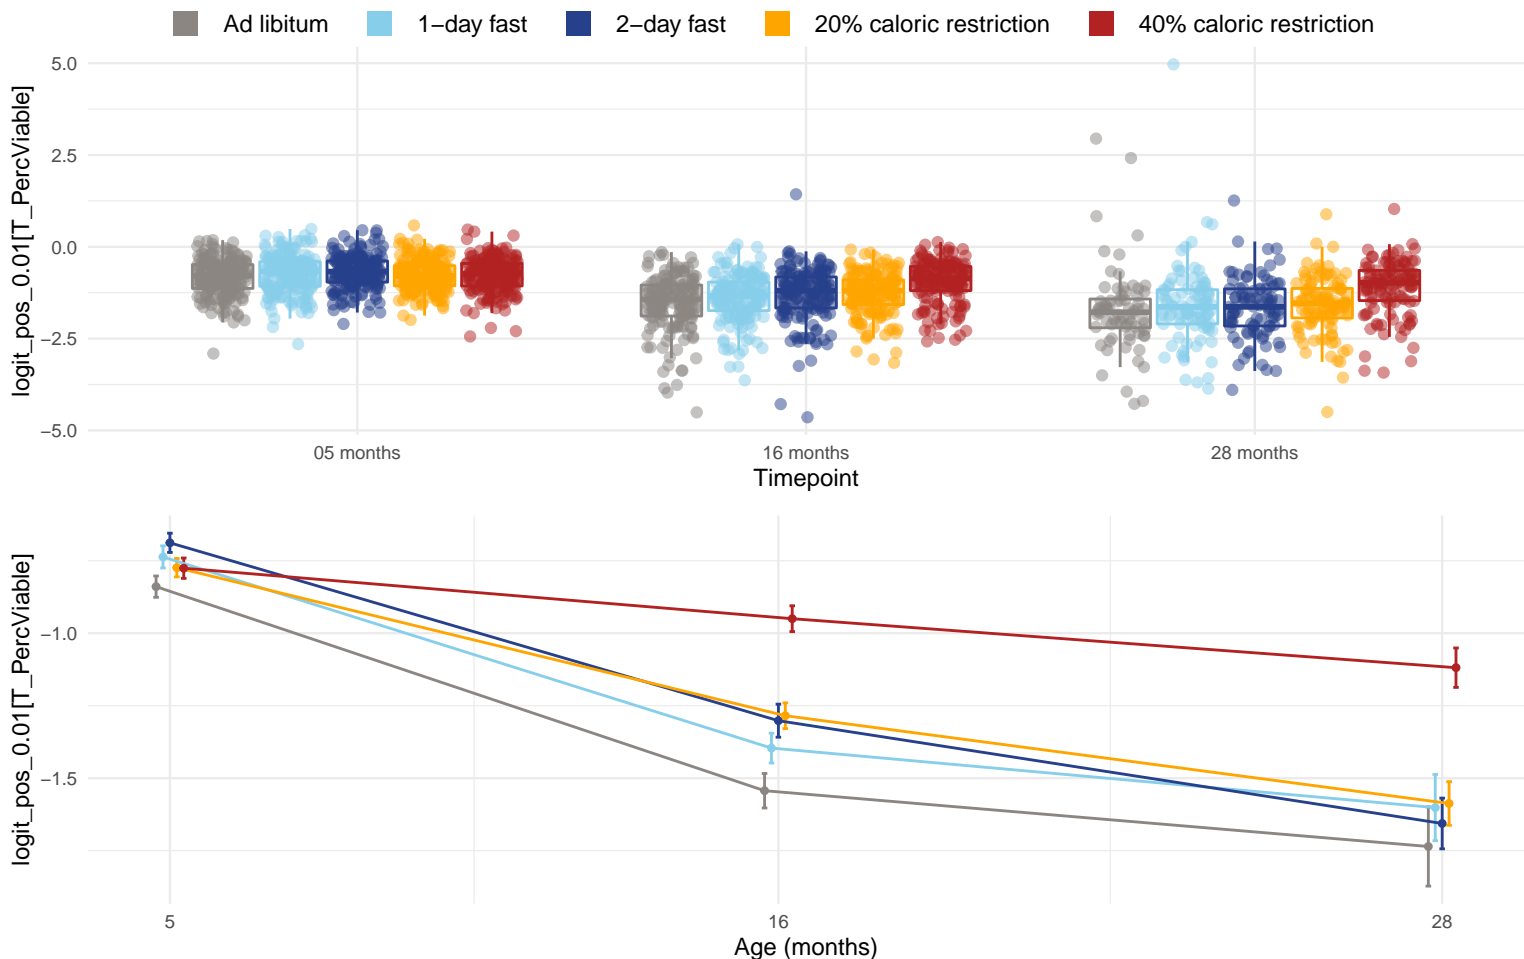 Ad libitum 1−day fast 2−day fast 20% caloric restriction 40% caloric restriction
logit_pos_0.01[T_PercViable]
5.0
2.5
0.0
−2.5
−5.0
05 months 16 months 28 months
Timepoint
logit_pos_0.01[T_PercViable]
−1.0
−1.5
5 16 28
Age (months)